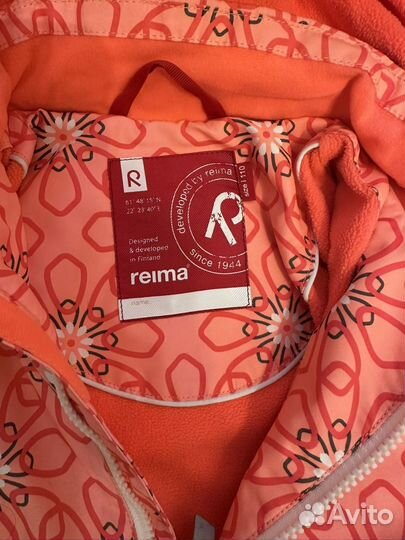 R
61° 48' 15" N
22° 23' 40" E
Designed
& developed
in Finland
reima
name:
developed by reima
R
since 1944
size | 110
Avito